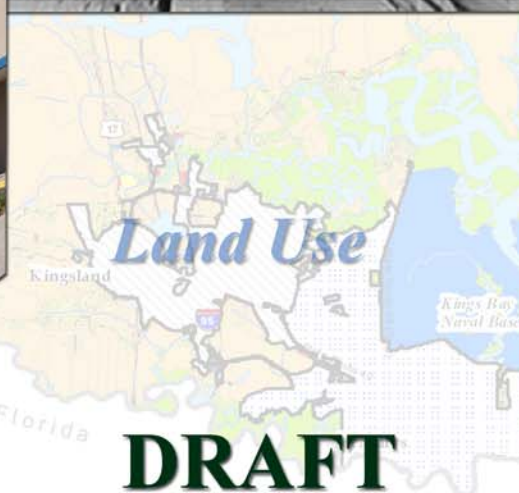 17
Land Use
Kingsland
95
Kings Bay
Naval Base
Florida
DRAFT